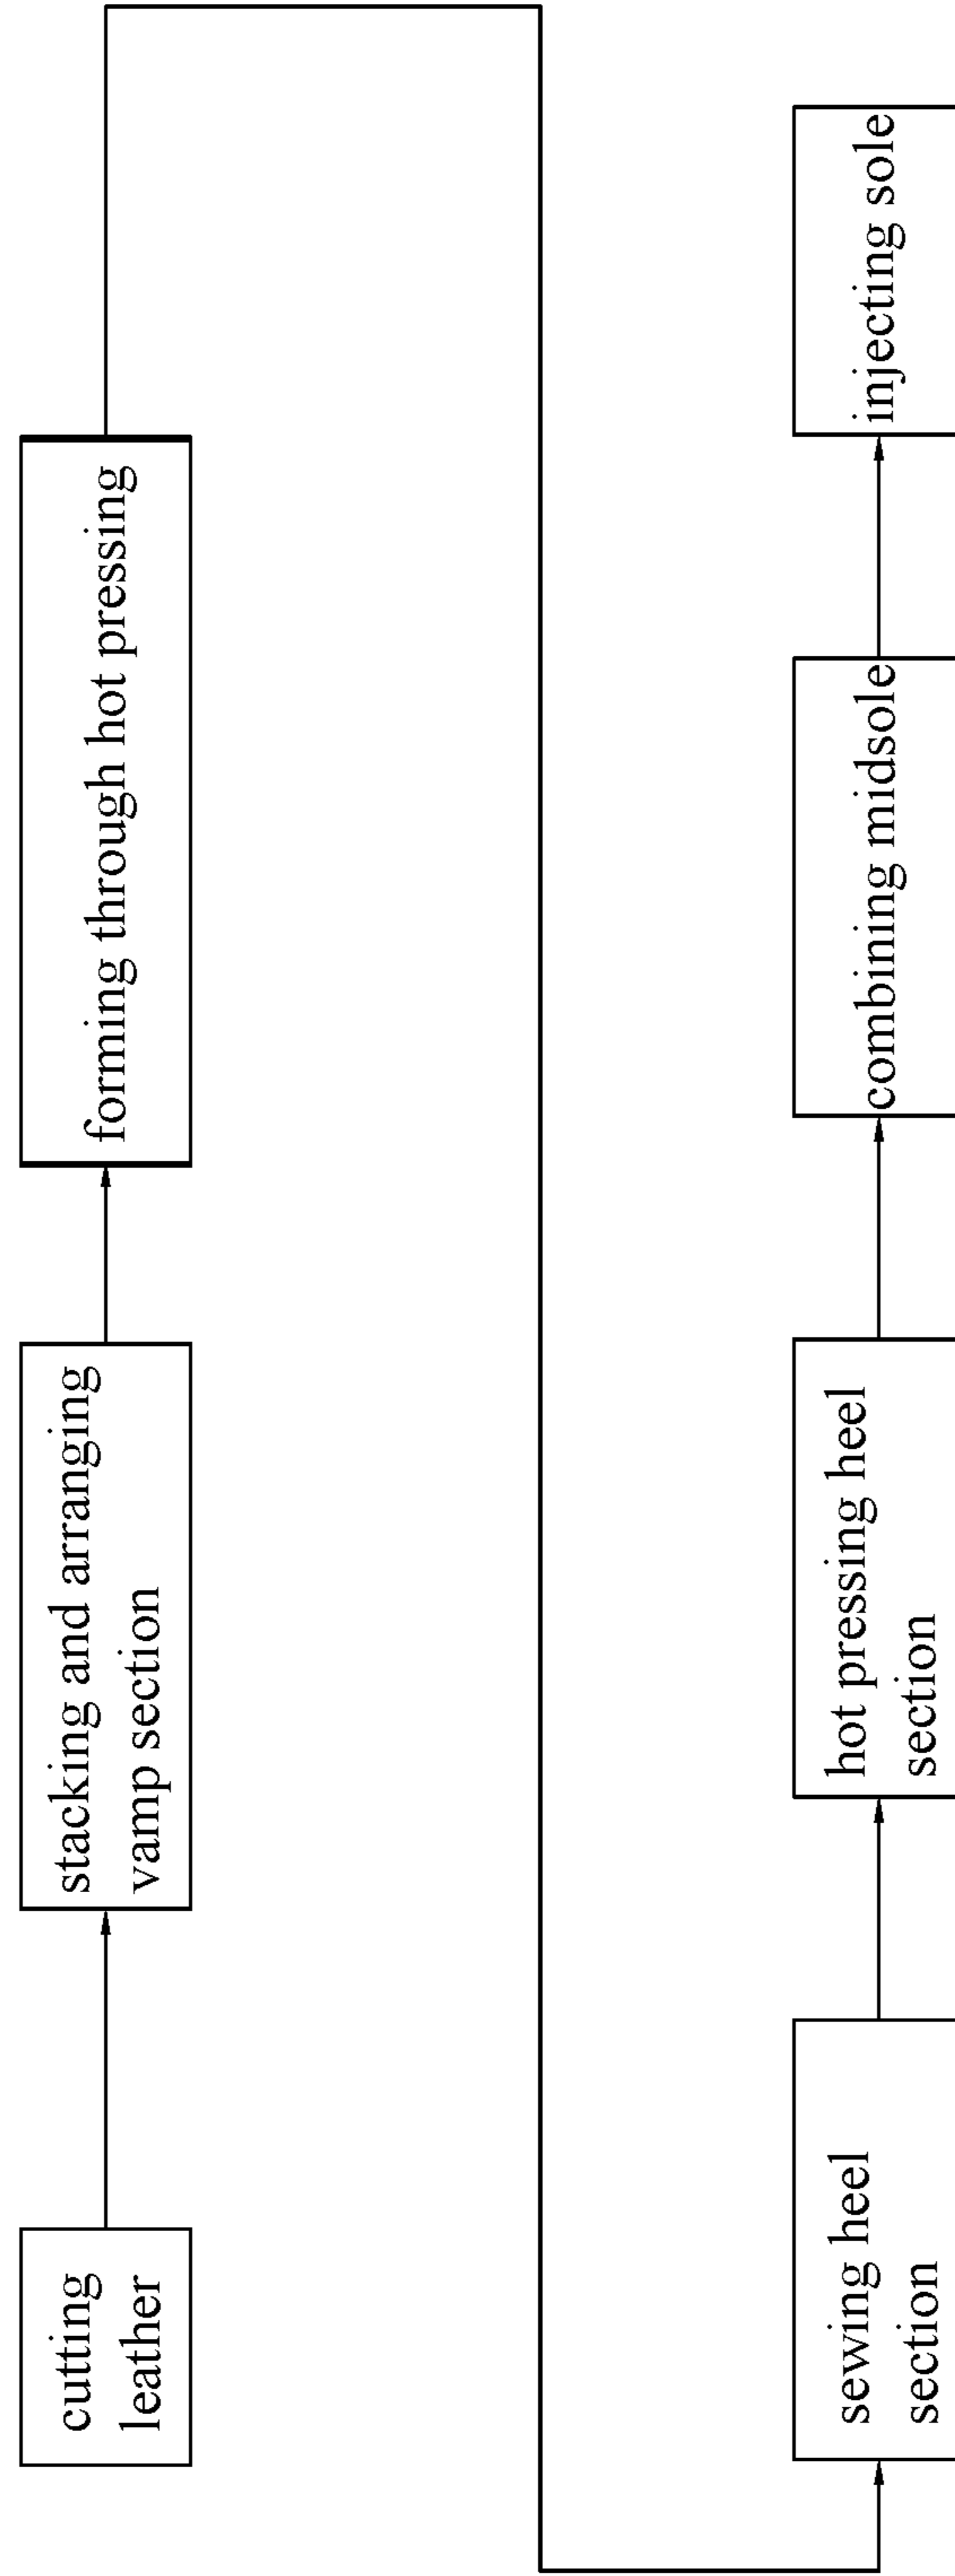 cutting
leather
stacking and arranging
vamp section
forming through hot pressing
sewing heel
section
hot pressing heel
section
combining midsole
injecting sole